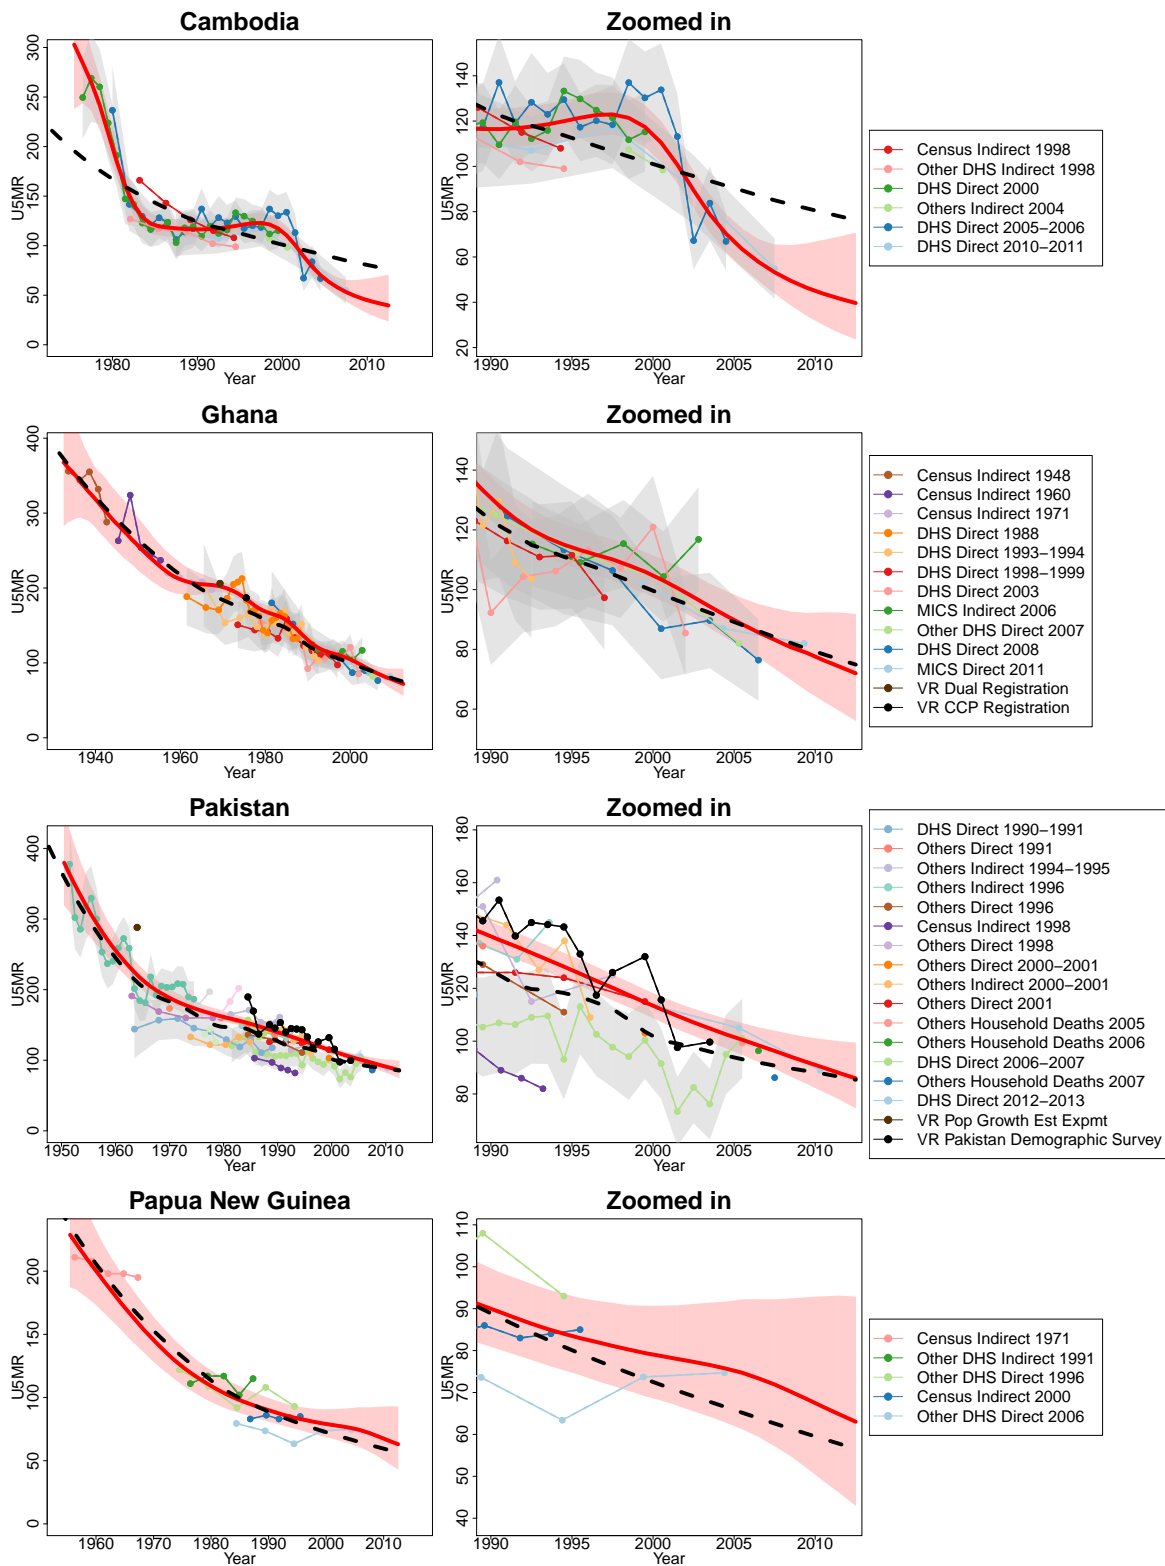 Cambodia
Zoomed in
U5MR
0 50 100 150 200 250 300
1980 1990 2000 2010
Year
U5MR
20 40 60 80 100 120 140
1990 1995 2000 2005 2010
Year
Census Indirect 1998
Other DHS Indirect 1998
DHS Direct 2000
Others Indirect 2004
DHS Direct 2005−2006
DHS Direct 2010−2011
Ghana
Zoomed in
U5MR
0 100 200 300 400
1940 1960 1980 2000
Year
U5MR
60 80 100 120 140
1990 1995 2000 2005 2010
Year
Census Indirect 1948
Census Indirect 1960
Census Indirect 1971
DHS Direct 1988
DHS Direct 1993−1994
DHS Direct 1998−1999
DHS Direct 2003
MICS Indirect 2006
Other DHS Direct 2007
DHS Direct 2008
MICS Direct 2011
VR Dual Registration
VR CCP Registration
Pakistan
Zoomed in
U5MR
0 100 200 300 400
1950 1960 1970 1980 1990 2000 2010
Year
U5MR
80 100 120 140 160 180
1990 1995 2000 2005 2010
Year
DHS Direct 1990−1991
Others Direct 1991
Others Indirect 1994−1995
Others Indirect 1996
Others Direct 1996
Census Indirect 1998
Others Direct 1998
Others Direct 2000−2001
Others Indirect 2000−2001
Others Direct 2001
Others Household Deaths 2005
Others Household Deaths 2006
DHS Direct 2006−2007
Others Household Deaths 2007
DHS Direct 2012−2013
VR Pop Growth Est Expmt
VR Pakistan Demographic Survey
Papua New Guinea
Zoomed in
U5MR
0 50 100 150 200
1960 1970 1980 1990 2000 2010
Year
U5MR
40 50 60 70 80 90 100 110
1990 1995 2000 2005 2010
Year
Census Indirect 1971
Other DHS Indirect 1991
Other DHS Direct 1996
Census Indirect 2000
Other DHS Direct 2006